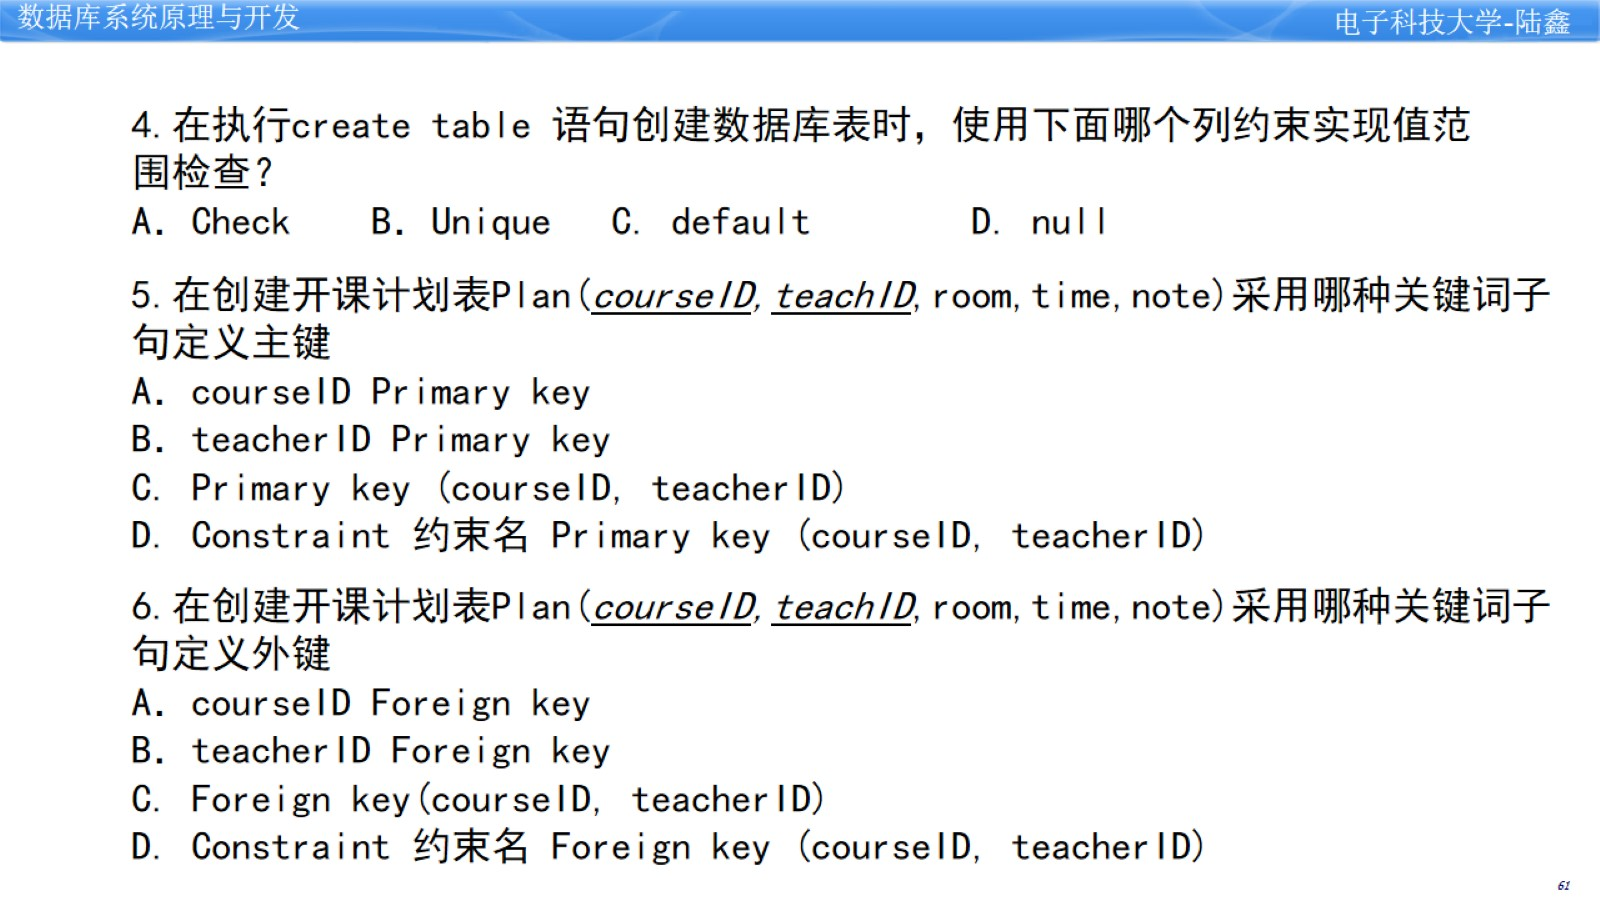 数据库系统原理与开发
电子科技大学-陆鑫
4.在执行create table 语句创建数据库表时，使用下面哪个列约束实现值范
围检查？
A. Check B. Unique C. default D. null
5.在创建开课计划表Plan(courseID, teachID,room,time,note)采用哪种关键词子
句定义主键
A. courseID Primary key
B. teacherID Primary key
C. Primary key (courseID, teacherID)
D. Constraint 约束名 Primary key (courseID, teacherID)
6.在创建开课计划表Plan(courseID, teachID,room,time,note)采用哪种关键词子
句定义外键
A. courseID Foreign key
B. teacherID Foreign key
C. Foreign key(courseID, teacherID)
D. Constraint 约束名 Foreign key (courseID, teacherID)
61